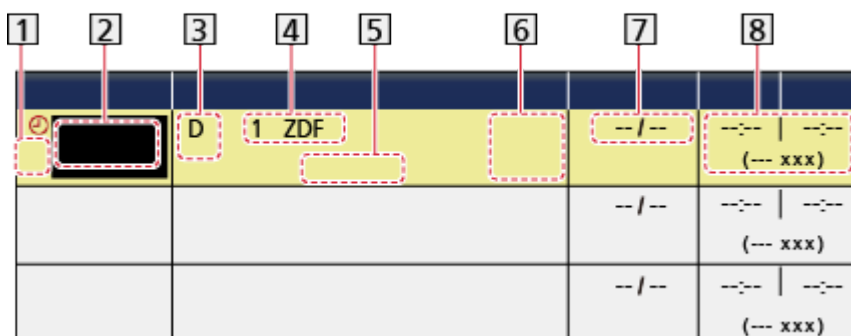 1 2 3 4 5 6 7 8
D 1 ZDF --/-- --:-- | --:--
(--- xxx)
--/-- --:-- | --:--
(--- xxx)
--/-- --:-- | --:--
(--- xxx)